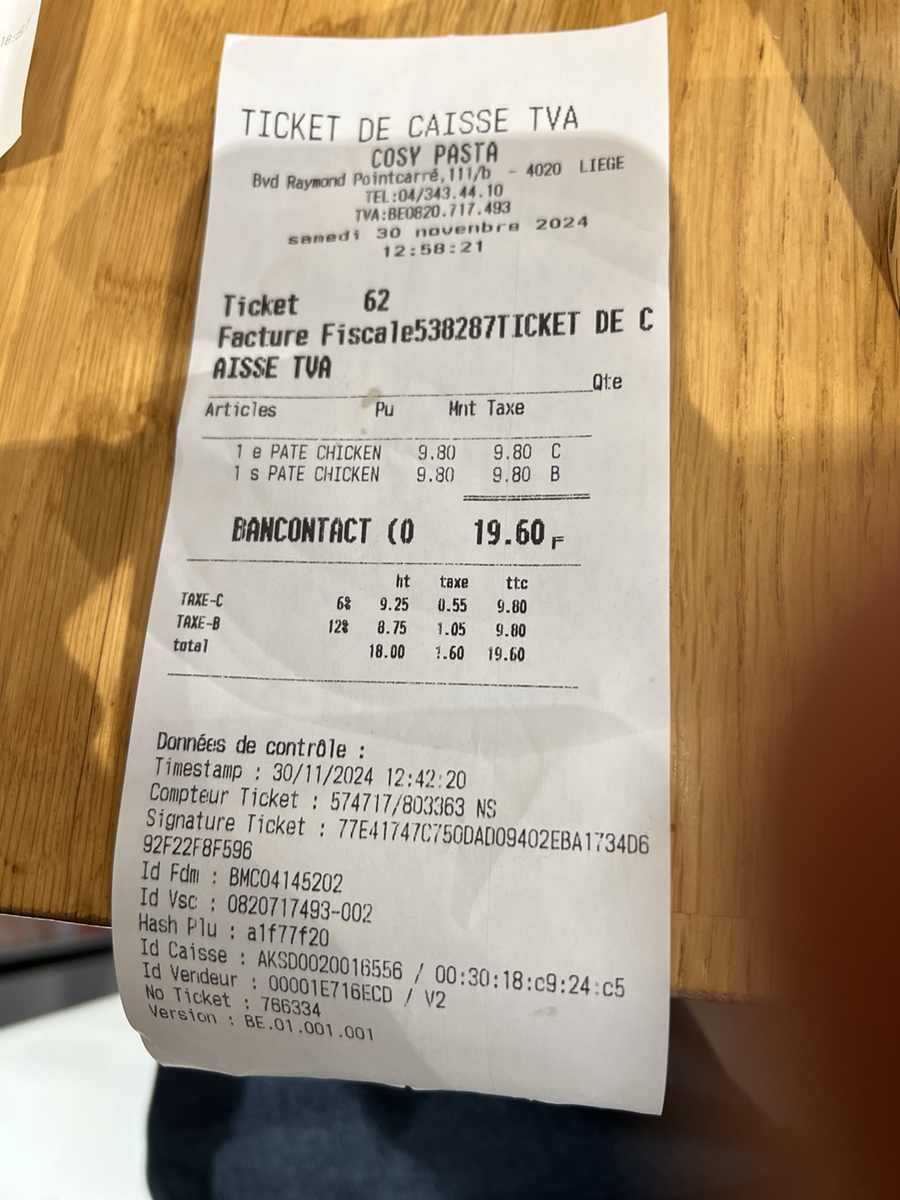 TICKET DE CAISSE TVA
COSY PASTA
Bvd Raymond Pointcarré,111/b - 4020 LIEGE
TEL:04/343.44.10
TVA:BE0820.717.493
samedi 30 novembre 2024
12:58:21
Ticket 62
Facture Fiscale538287TICKET DE C
AISSE TVA
Qte
Articles Pu Mnt Taxe
1 e PATE CHICKEN 9.80 9.80 C
1 s PATE CHICKEN 9.80 9.80 B
BANCONTACT (0 19.60 F
ht taxe ttc
TAXE-C 6% 9.25 0.55 9.80
TAXE-B 12% 8.75 1.05 9.80
total 18.00 1.60 19.60
Données de contrôle :
Timestamp : 30/11/2024 12:42:20
Compteur Ticket : 574717/803363 NS
Signature Ticket : 77E41747C750DAD09402EBA1734D6
92F22F8F596
Id Fdm : BMC04145202
Id Vsc : 0820717493-002
Hash Plu : a1f77f20
Id Caisse : AKSD0020016556 / 00:30:18:c9:24:c5
Id Vendeur : 00001E716ECD / V2
No Ticket : 766334
Version : BE.01.001.001